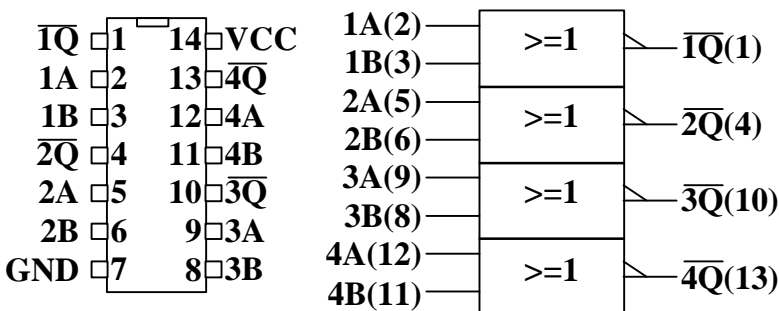 1Q̅ 1 14 VCC
1A 2 13 4Q̅
1B 3 12 4A
2Q̅ 4 11 4B
2A 5 10 3Q̅
2B 6 9 3A
GND 7 8 3B
1A(2)
1B(3)
>=1
1Q̅(1)
2A(5)
2B(6)
>=1
2Q̅(4)
3A(9)
3B(8)
>=1
3Q̅(10)
4A(12)
4B(11)
>=1
4Q̅(13)